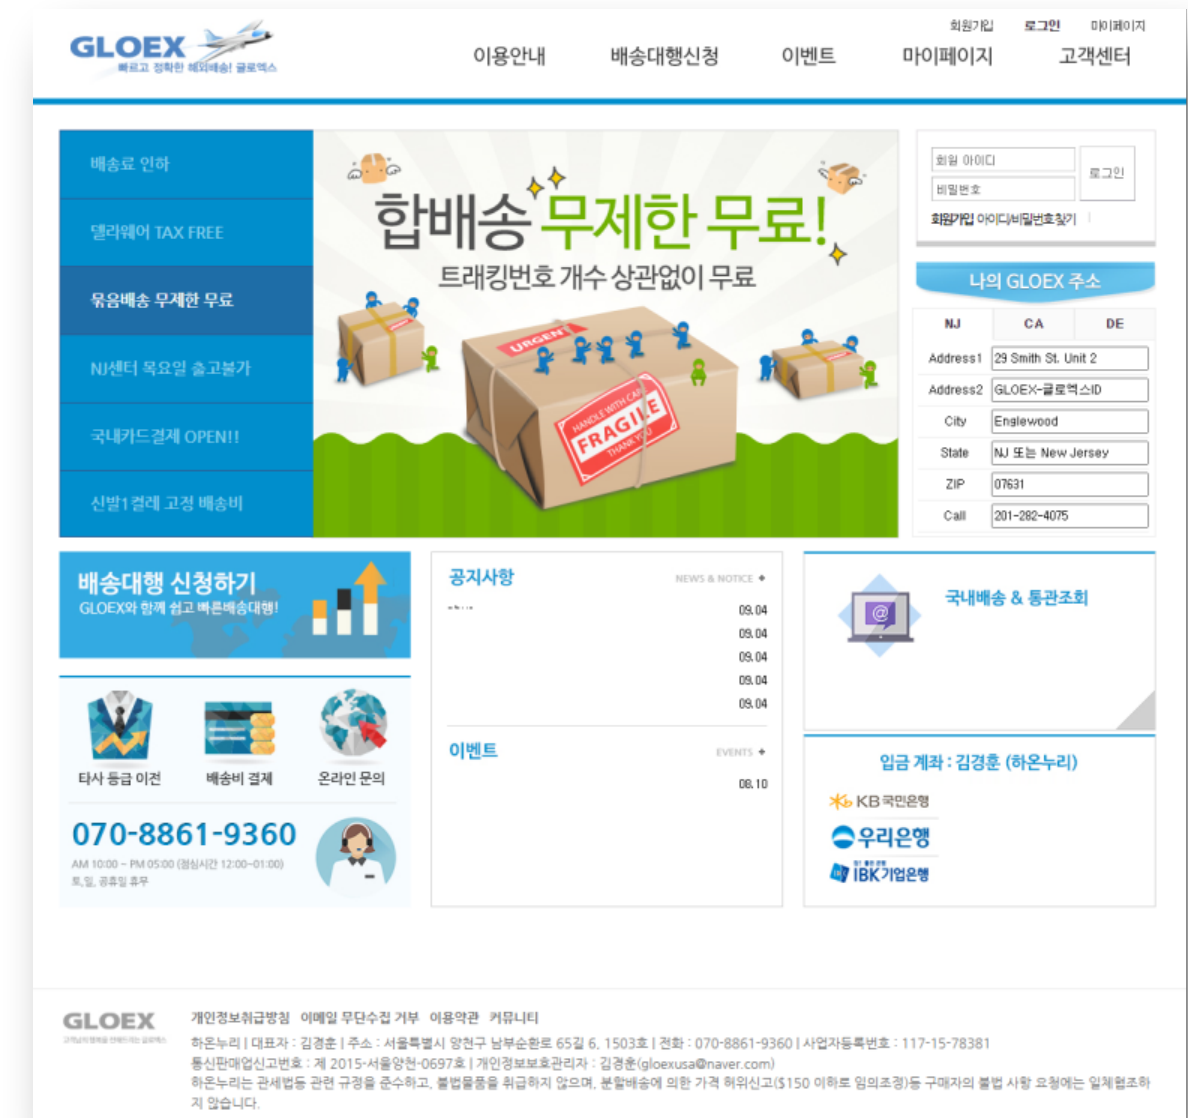 회원가입 로그인 마이페이지
GLOEX
빠르고 정확한 해외배송! 글로엑스
이용안내 배송대행신청 이벤트 마이페이지 고객센터
배송료 인하
델라웨어 TAX FREE
묶음배송 무제한 무료
NJ센터 목요일 출고불가
국내카드결제 OPEN!!
신발1켤레 고정 배송비
합배송 무제한 무료!
트래킹번호 개수 상관없이 무료
URGENT
HANDLE WITH CARE
FRAGILE
THANK YOU
회원 아이디
비밀번호
로그인
회원가입 아이디/비밀번호찾기
나의 GLOEX 주소
NJ CA DE
Address1 29 Smith St. Unit 2
Address2 GLOEX-글로엑스ID
City Englewood
State NJ 또는 New Jersey
ZIP 07631
Call 201-282-4075
배송대행 신청하기
GLOEX와 함께 쉽고 빠른배송대행!
타사 등급 이전 배송비 결제 온라인 문의
070-8861-9360
AM 10:00 ~ PM 05:00 (점심시간 12:00~01:00)
토,일, 공휴일 휴무
공지사항 NEWS & NOTICE +
09.04
09.04
09.04
09.04
09.04
이벤트 EVENTS +
08.10
국내배송 & 통관조회
@
입금 계좌 : 김경훈 (하온누리)
KB 국민은행
우리은행
IBK기업은행
GLOEX
개인정보취급방침 이메일 무단수집 거부 이용약관 커뮤니티
하온누리 | 대표자 : 김경훈 | 주소 : 서울특별시 양천구 남부순환로 65길 6, 1503호 | 전화 : 070-8861-9360 | 사업자등록번호 : 117-15-78381
통신판매업신고번호 : 제 2015-서울양천-0697호 | 개인정보보호관리자 : 김경훈(gloexusa@naver.com)
하온누리는 관세법등 관련 규정을 준수하고, 불법물품을 취급하지 않으며, 분할배송에 의한 가격 허위신고($150 이하로 임의조정)등 구매자의 불법 사항 요청에는 일체협조하
지 않습니다.